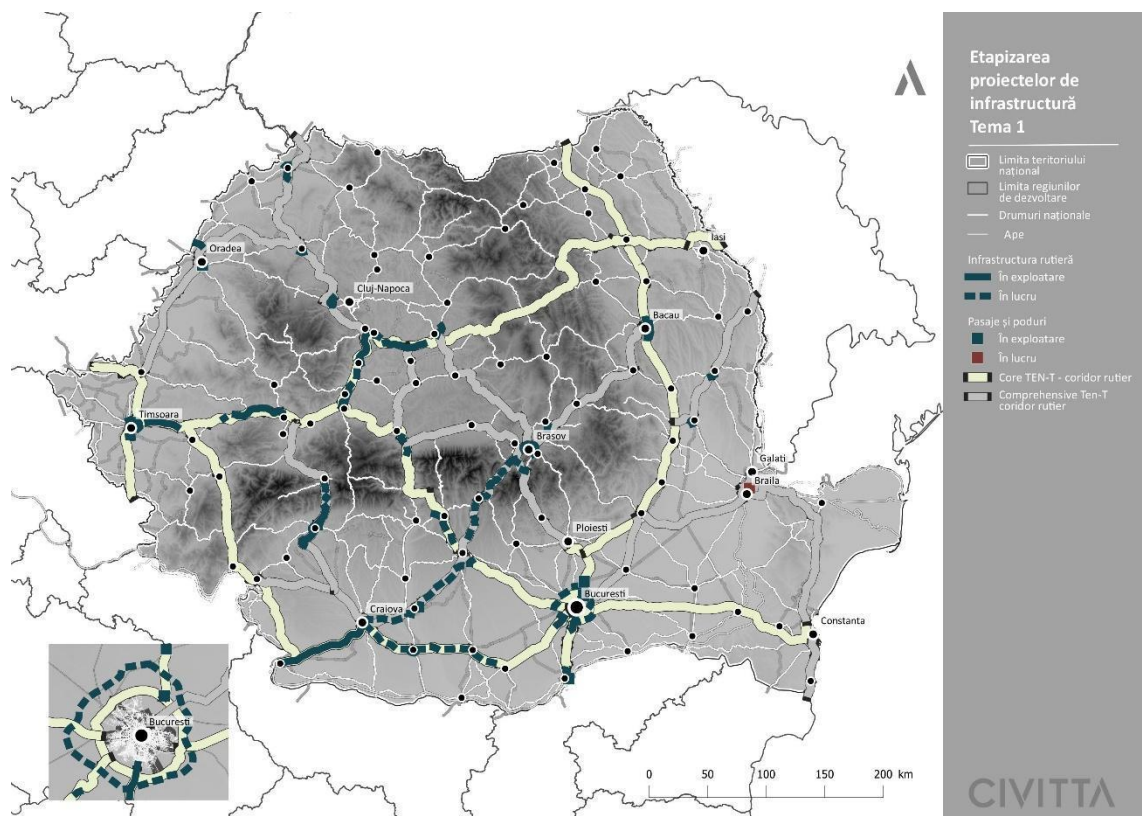 Etapizarea
proiectelor de
infrastructură
Tema 1
Limita teritoriului
național
Limita regiunilor
de dezvoltare
Drumuri naționale
Ape
Infrastructura rutieră
În exploatare
În lucru
Pasaje și poduri
În exploatare
În lucru
Core TEN-T - coridor rutier
Comprehensive Ten-T
coridor rutier
CIVITTA
Iasi
Oradea
Cluj-Napoca
Bacau
Timsoara
Brasov
Galati
Braila
Ploiesti
Bucuresti
Craiova
Constanta
Bucuresti
0 50 100 150 200 km